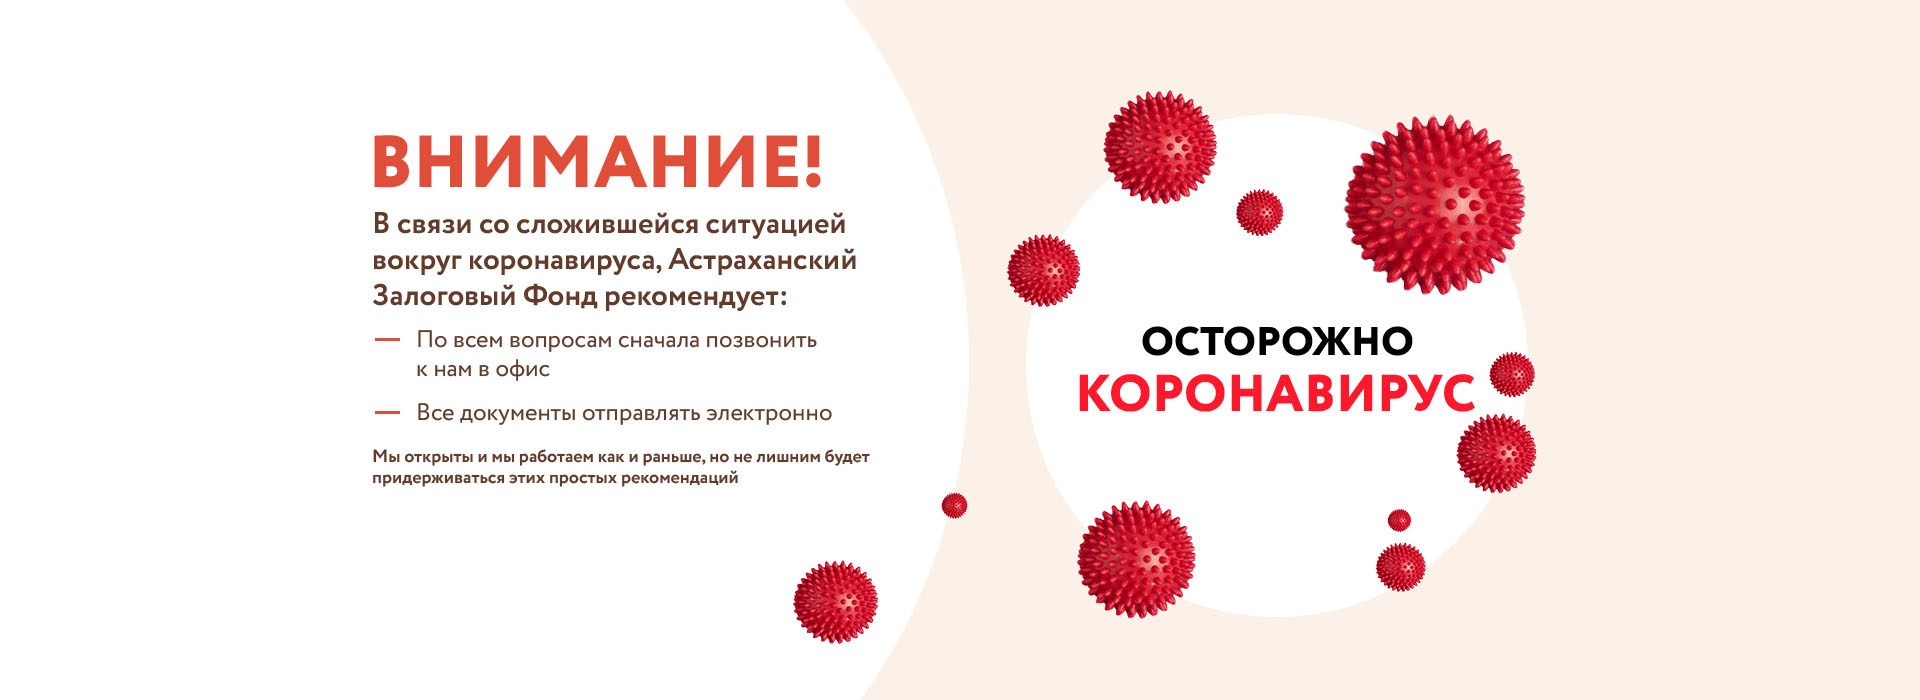 ВНИМАНИЕ!
В связи со сложившейся ситуацией
вокруг коронавируса, Астраханский
Залоговый Фонд рекомендует:
— По всем вопросам сначала позвонить
к нам в офис
— Все документы отправлять электронно
Мы открыты и мы работаем как и раньше, но не лишним будет
придерживаться этих простых рекомендаций
ОСТОРОЖНО
КОРОНАВИРУС